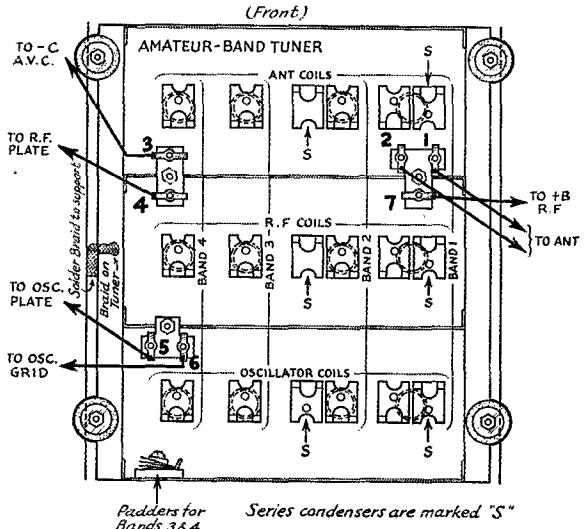 (Front)
TO -C
A.V.C.
AMATEUR-BAND TUNER
S
ANT COILS
TO R.F.
PLATE
3
S
2
1
4
7
TO +B
R.F
TO ANT
Solder Braid to support
Braid on
Tuner
R.F COILS
BAND 4
BAND 3
BAND 2
BAND 1
S
S
TO OSC.
PLATE
5
6
TO OSC.
GRID
OSCILLATOR COILS
S
S
Padders for
Bands 3&4
Series condensers are marked "S"